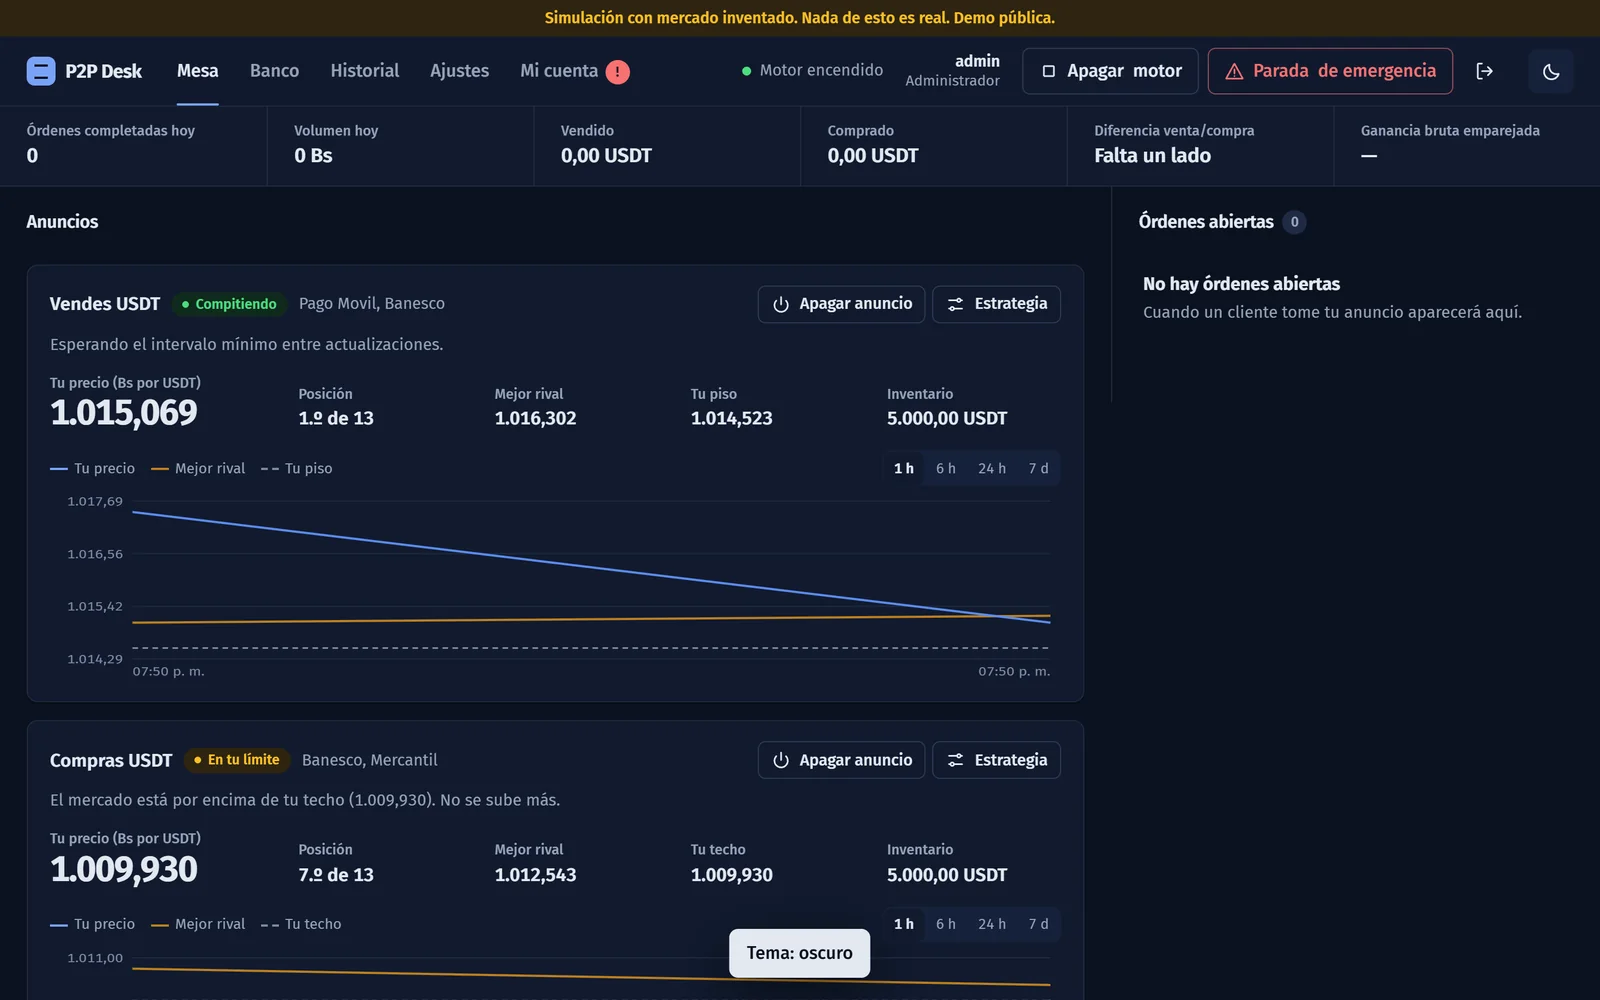 Simulación con mercado inventado. Nada de esto es real. Demo pública.
P2P Desk
Mesa
Banco
Historial
Ajustes
Mi cuenta !
Motor encendido
admin
Administrador
Apagar motor
Parada de emergencia
Órdenes completadas hoy
0
Volumen hoy
0 Bs
Vendido
0,00 USDT
Comprado
0,00 USDT
Diferencia venta/compra
Falta un lado
Ganancia bruta emparejada
—
Anuncios
Vendes USDT
Compitiendo
Pago Movil, Banesco
Apagar anuncio
Estrategia
Esperando el intervalo mínimo entre actualizaciones.
Tu precio (Bs por USDT)
1.015,069
Posición
1.º de 13
Mejor rival
1.016,302
Tu piso
1.014,523
Inventario
5.000,00 USDT
Tu precio
Mejor rival
Tu piso
1 h
6 h
24 h
7 d
1.017,69
1.016,56
1.015,42
1.014,29
07:50 p. m.
07:50 p. m.
Compras USDT
En tu límite
Banesco, Mercantil
Apagar anuncio
Estrategia
El mercado está por encima de tu techo (1.009,930). No se sube más.
Tu precio (Bs por USDT)
1.009,930
Posición
7.º de 13
Mejor rival
1.012,543
Tu techo
1.009,930
Inventario
5.000,00 USDT
Tu precio
Mejor rival
Tu techo
1 h
6 h
24 h
7 d
1.011,00
Tema: oscuro
Órdenes abiertas 0
No hay órdenes abiertas
Cuando un cliente tome tu anuncio aparecerá aquí.